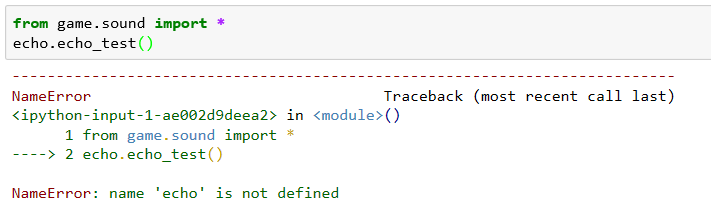 from game.sound import *
echo.echo_test()
---------------------------------------------------------------------------
NameError                                 Traceback (most recent call last)
<ipython-input-1-ae002d9deea2> in <module>()
      1 from game.sound import *
----> 2 echo.echo_test()

NameError: name 'echo' is not defined